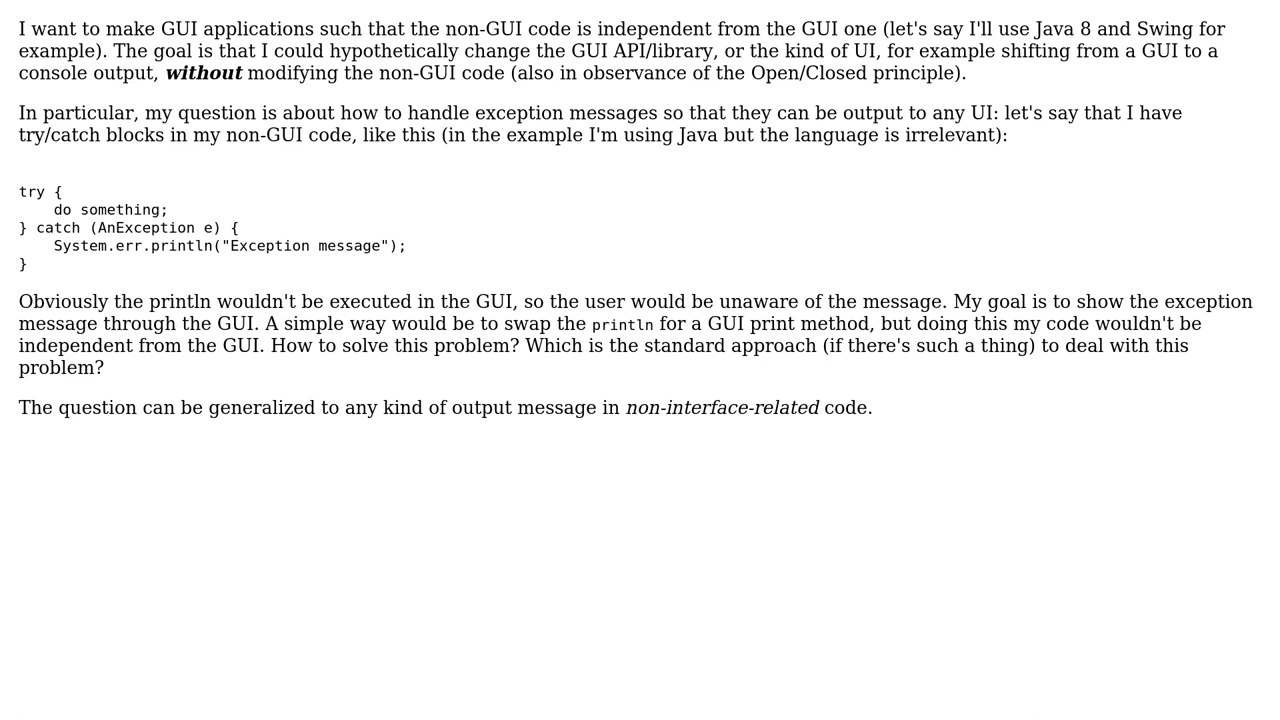 I want to make GUI applications such that the non-GUI code is independent from the GUI one (let's say I'll use Java 8 and Swing for
example). The goal is that I could hypothetically change the GUI API/library, or the kind of UI, for example shifting from a GUI to a
console output, without modifying the non-GUI code (also in observance of the Open/Closed principle).
In particular, my question is about how to handle exception messages so that they can be output to any UI: let's say that I have
try/catch blocks in my non-GUI code, like this (in the example I'm using Java but the language is irrelevant):
try {
    do something;
} catch (AnException e) {
    System.err.println("Exception message");
}
Obviously the println wouldn't be executed in the GUI, so the user would be unaware of the message. My goal is to show the exception
message through the GUI. A simple way would be to swap the println for a GUI print method, but doing this my code wouldn't be
independent from the GUI. How to solve this problem? Which is the standard approach (if there's such a thing) to deal with this
problem?
The question can be generalized to any kind of output message in non-interface-related code.